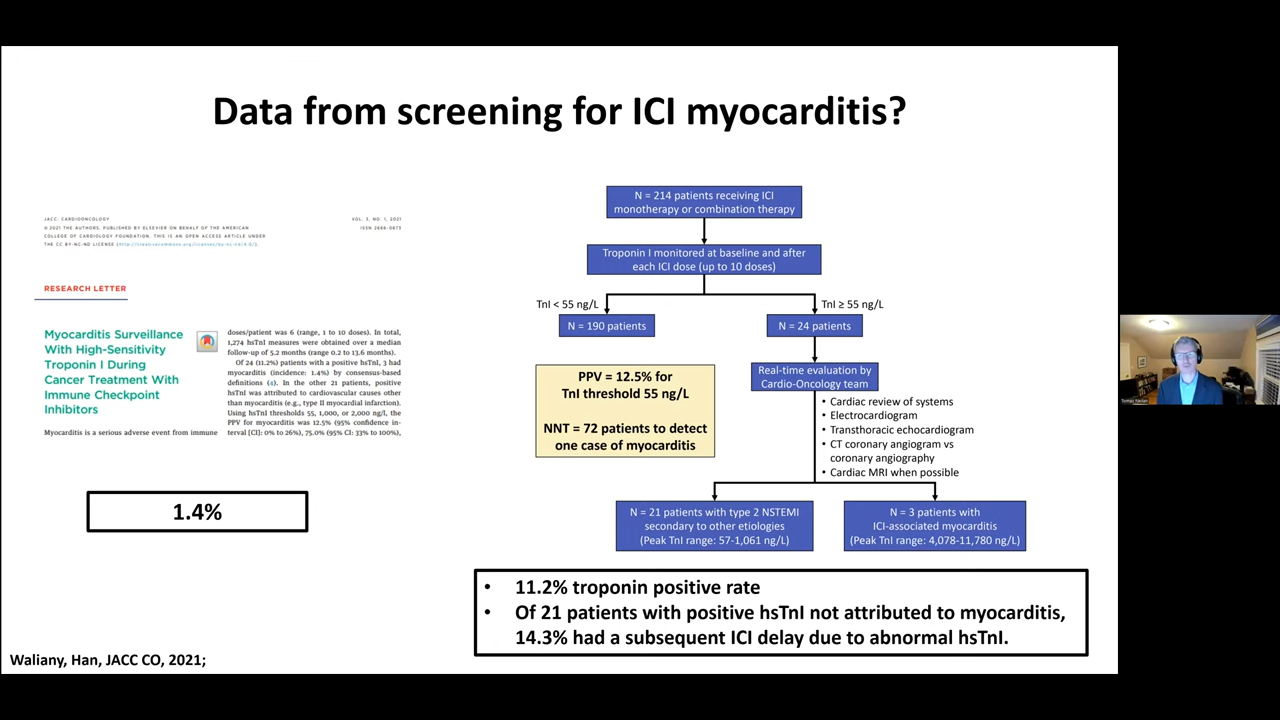 Data from screening for ICI myocarditis?
JACC: CARDIOONCOLOGY
VOL. 3, NO. 1, 2021
© 2021 THE AUTHORS. PUBLISHED BY ELSEVIER ON BEHALF OF THE AMERICAN
ISSN 2666-0873
COLLEGE OF CARDIOLOGY FOUNDATION. THIS IS AN OPEN ACCESS ARTICLE UNDER
THE CC BY-NC-ND LICENSE (http://creativecommons.org/licenses/by-nc-nd/4.0/).
RESEARCH LETTER
Myocarditis Surveillance
With High-Sensitivity
Troponin I During
Cancer Treatment With
Immune Checkpoint
Inhibitors
Myocarditis is a serious adverse event from immune
doses/patient was 6 (range, 1 to 10 doses). In total,
1,274 hsTnI measures were obtained over a median
follow-up of 5.2 months (range 0.2 to 13.6 months).
Of 24 (11.2%) patients with a positive hsTnI, 3 had
myocarditis (incidence: 1.4%) by consensus-based
definitions (4). In the other 21 patients, positive
hsTnI was attributed to cardiovascular causes other
than myocarditis (e.g., type II myocardial infarction).
Using hsTnI thresholds 55, 1,000, or 2,000 ng/l, the
PPV for myocarditis was 12.5% (95% confidence in-
terval [CI]: 0% to 26%), 75.0% (95% CI: 33% to 100%),
1.4%
N = 214 patients receiving ICI
monotherapy or combination therapy
Troponin I monitored at baseline and after
each ICI dose (up to 10 doses)
TnI < 55 ng/L
TnI ≥ 55 ng/L
N = 190 patients
N = 24 patients
PPV = 12.5% for
TnI threshold 55 ng/L
NNT = 72 patients to detect
one case of myocarditis
Real-time evaluation by
Cardio-Oncology team
• Cardiac review of systems
• Electrocardiogram
• Transthoracic echocardiogram
• CT coronary angiogram vs
coronary angiography
• Cardiac MRI when possible
N = 21 patients with type 2 NSTEMI
secondary to other etiologies
(Peak TnI range: 57-1,061 ng/L)
N = 3 patients with
ICI-associated myocarditis
(Peak TnI range: 4,078-11,780 ng/L)
• 11.2% troponin positive rate
• Of 21 patients with positive hsTnI not attributed to myocarditis,
14.3% had a subsequent ICI delay due to abnormal hsTnI.
Waliany, Han, JACC CO, 2021;